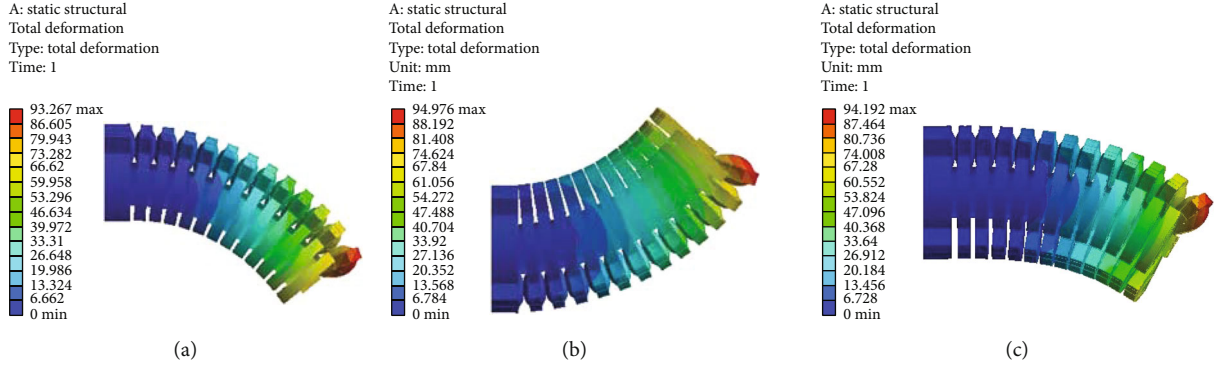 A: static structural
Total deformation
Type: total deformation
Time: 1
93.267 max
86.605
79.943
73.282
66.62
59.958
53.296
46.634
39.972
33.31
26.648
19.986
13.324
6.662
0 min
(a)
A: static structural
Total deformation
Type: total deformation
Unit: mm
Time: 1
94.976 max
88.192
81.408
74.624
67.84
61.056
54.272
47.488
40.704
33.92
27.136
20.352
13.568
6.784
0 min
(b)
A: static structural
Total deformation
Type: total deformation
Unit: mm
Time: 1
94.192 max
87.464
80.736
74.008
67.28
60.552
53.824
47.096
40.368
33.64
26.912
20.184
13.456
6.728
0 min
(c)